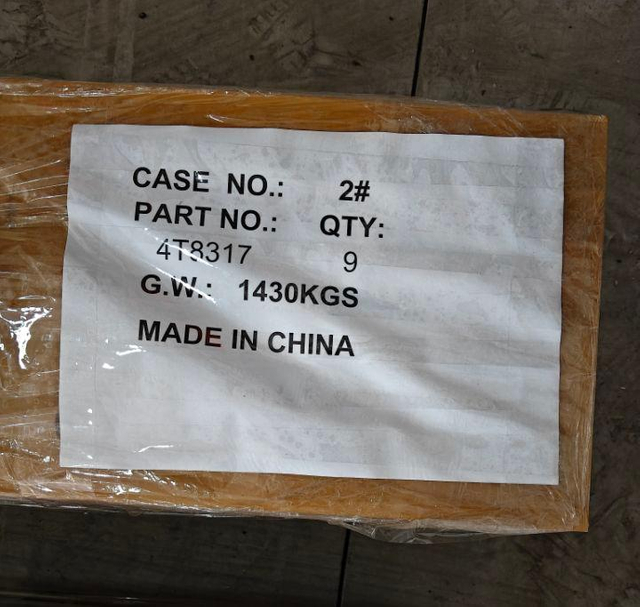 CASE NO.: 2#
PART NO.: QTY:
4T8317 9
G.W.: 1430KGS
MADE IN CHINA